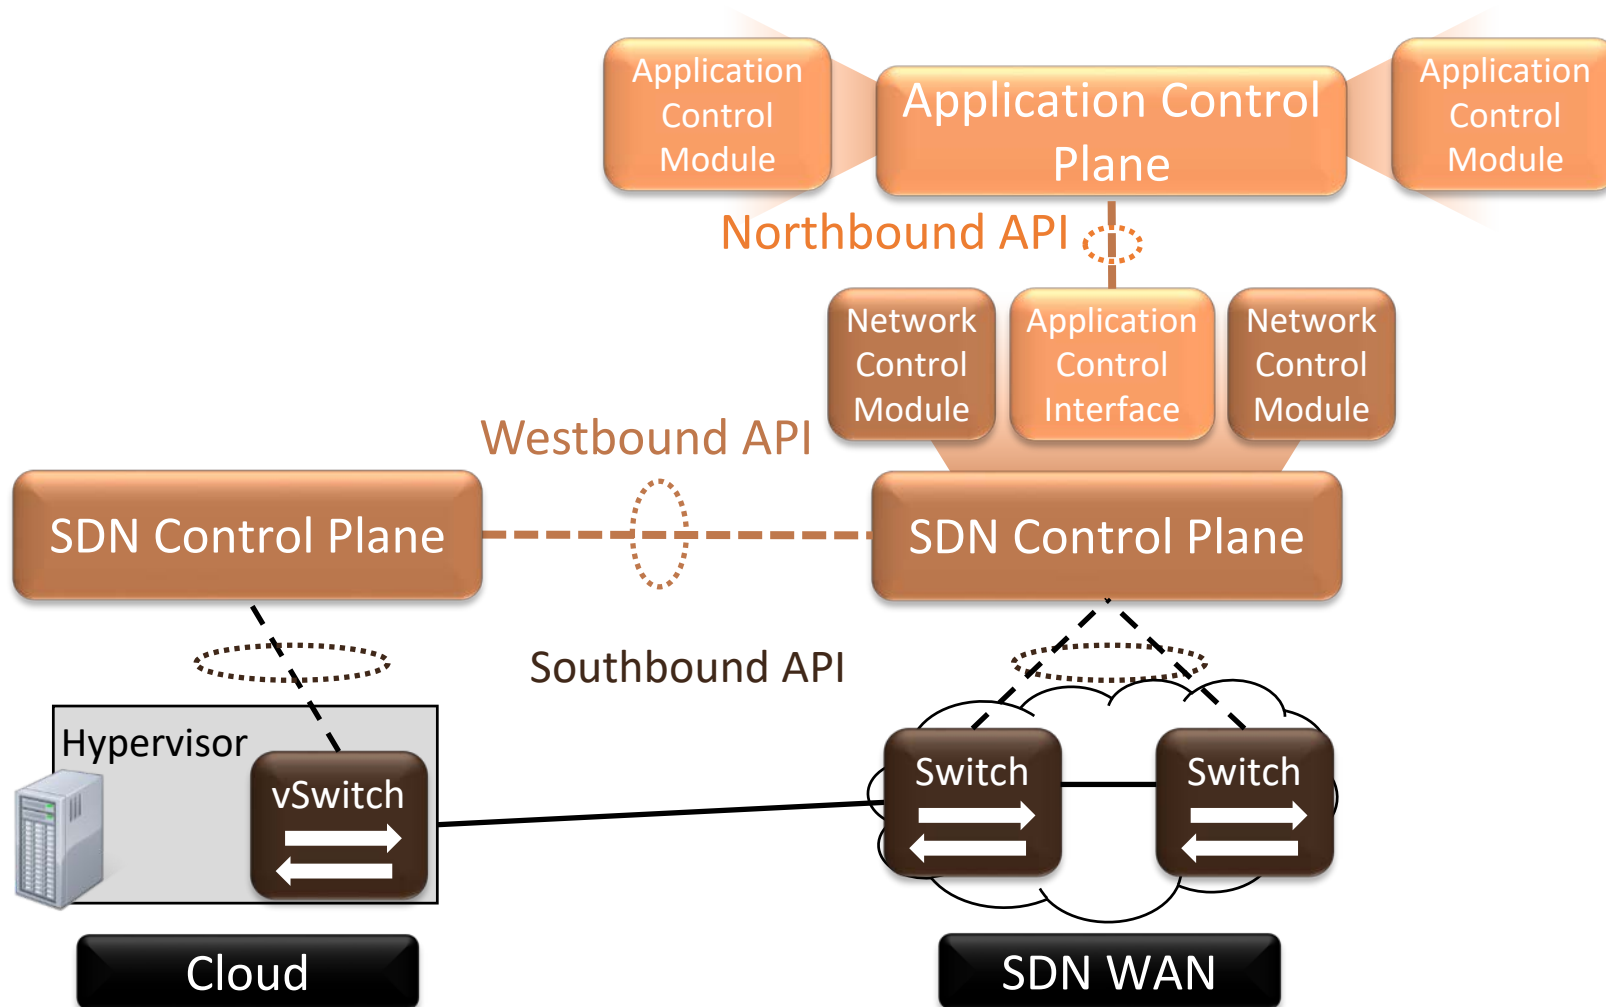 Application
Control
Module
Application Control
Plane
Application
Control
Module
Northbound API
Network
Control
Module
Application
Control
Interface
Network
Control
Module
Westbound API
SDN Control Plane
SDN Control Plane
Southbound API
Hypervisor
vSwitch
Switch
Switch
Cloud
SDN WAN